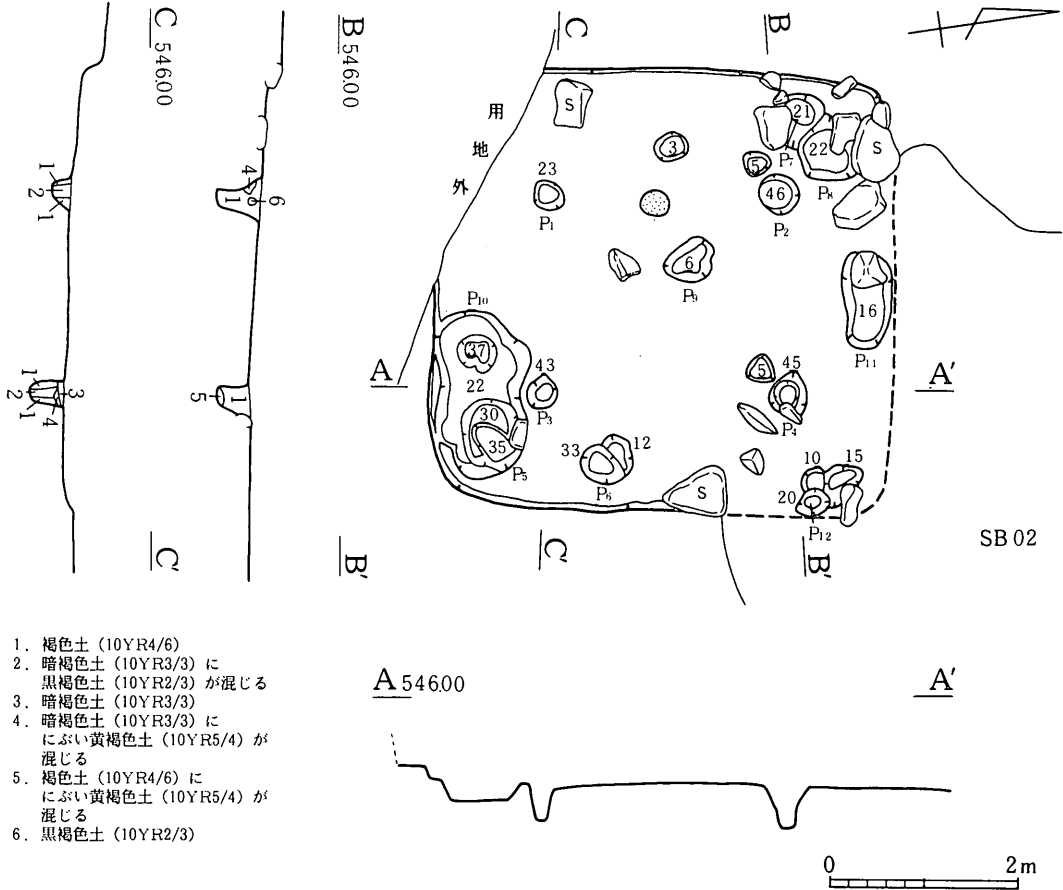 C 546.00
B 546.00
C
B
用地外
S
21
3
22
S
5
P7
23
46
P8
P1
P2
6
P9
16
P10
P11
37
43
5
45
A
A'
22
P3
30
P4
35
33
12
10
15
P5
P6
S
20
P12
SB 02
C'
B'
C'
B'
1
2
1
4
1
6
1
2
1
3
4
5
1
1. 褐色土 (10YR4/6)
2. 暗褐色土 (10YR3/3) に
黒褐色土 (10YR2/3) が混じる
3. 暗褐色土 (10YR3/3)
4. 暗褐色土 (10YR3/3) に
にぶい黄褐色土 (10YR5/4) が
混じる
5. 褐色土 (10YR4/6) に
にぶい黄褐色土 (10YR5/4) が
混じる
6. 黒褐色土 (10YR2/3)
A 546.00
A'
0
2m